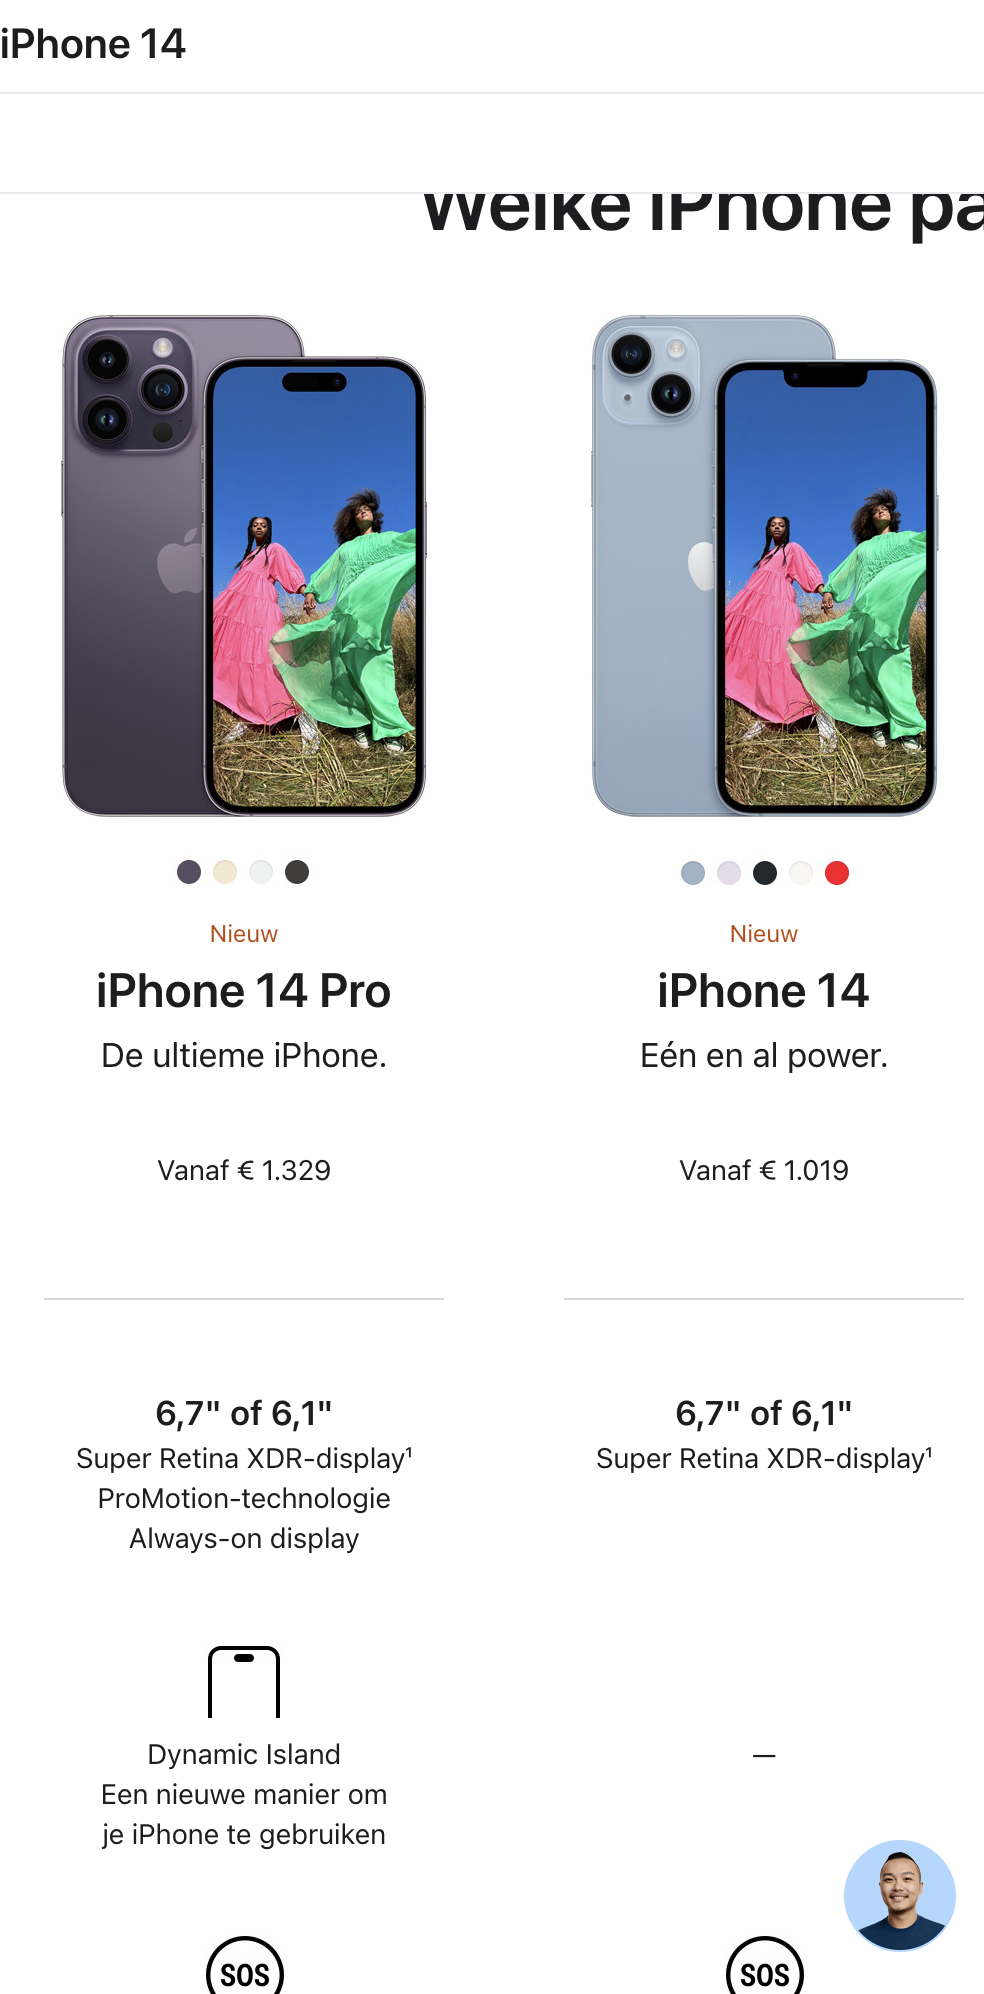 iPhone 14
Welke iPhone pa
Nieuw
iPhone 14 Pro
De ultieme iPhone.
Vanaf € 1.329
6,7" of 6,1"
Super Retina XDR-display¹
ProMotion-technologie
Always-on display
Dynamic Island
Een nieuwe manier om
je iPhone te gebruiken
SOS
Nieuw
iPhone 14
Eén en al power.
Vanaf € 1.019
6,7" of 6,1"
Super Retina XDR-display¹
—
SOS